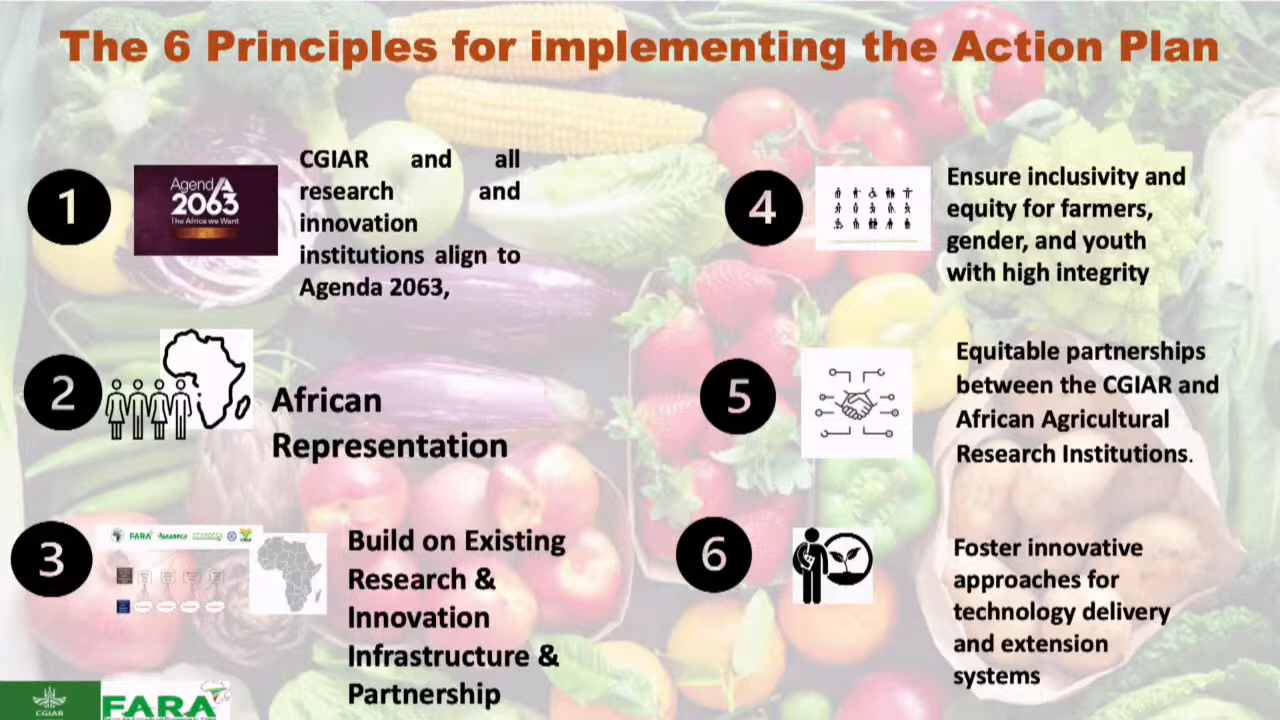 The 6 Principles for implementing the Action Plan
1
AgendA
2063
The Africa we Want
CGIAR and all
research and
innovation
institutions align to
Agenda 2063,
2
African
Representation
3
FARA
Build on Existing
Research &
Innovation
Infrastructure &
Partnership
4
Ensure inclusivity and
equity for farmers,
gender, and youth
with high integrity
5
Equitable partnerships
between the CGIAR and
African Agricultural
Research Institutions.
6
Foster innovative
approaches for
technology delivery
and extension
systems
CGIAR
FARA